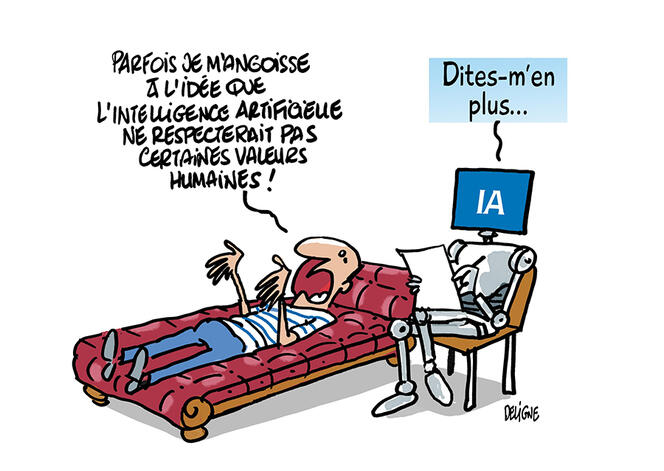 PARFOIS JE M'ANGOISSE
À L'IDÉE QUE
L'INTELLIGENCE ARTIFICIELLE
NE RESPECTERAIT PAS
CERTAINES VALEURS
HUMAINES !
Dites-m'en
plus...
IA
DELIGNE